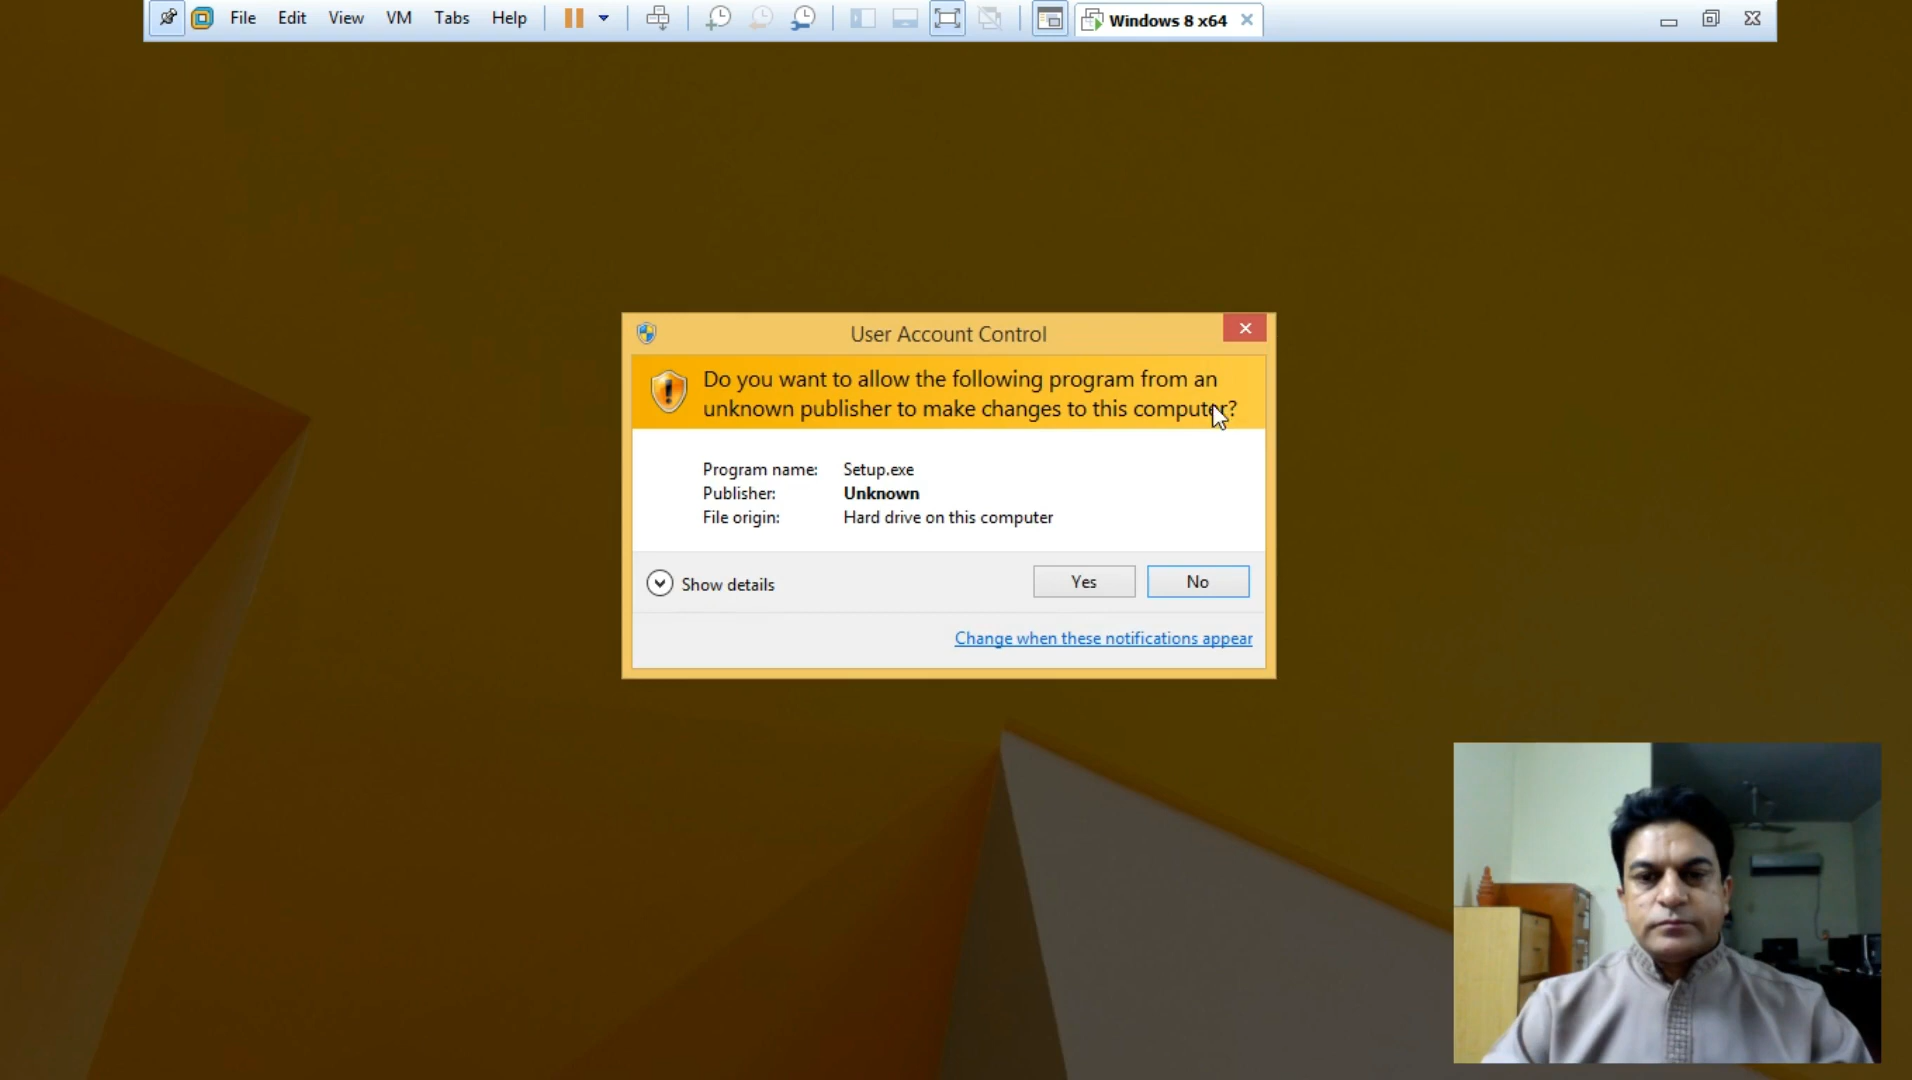 File Edit View VM Tabs Help Windows 8 x64
User Account Control
Do you want to allow the following program from an
unknown publisher to make changes to this computer?
Program name: Setup.exe
Publisher: Unknown
File origin: Hard drive on this computer
Show details Yes No
Change when these notifications appear